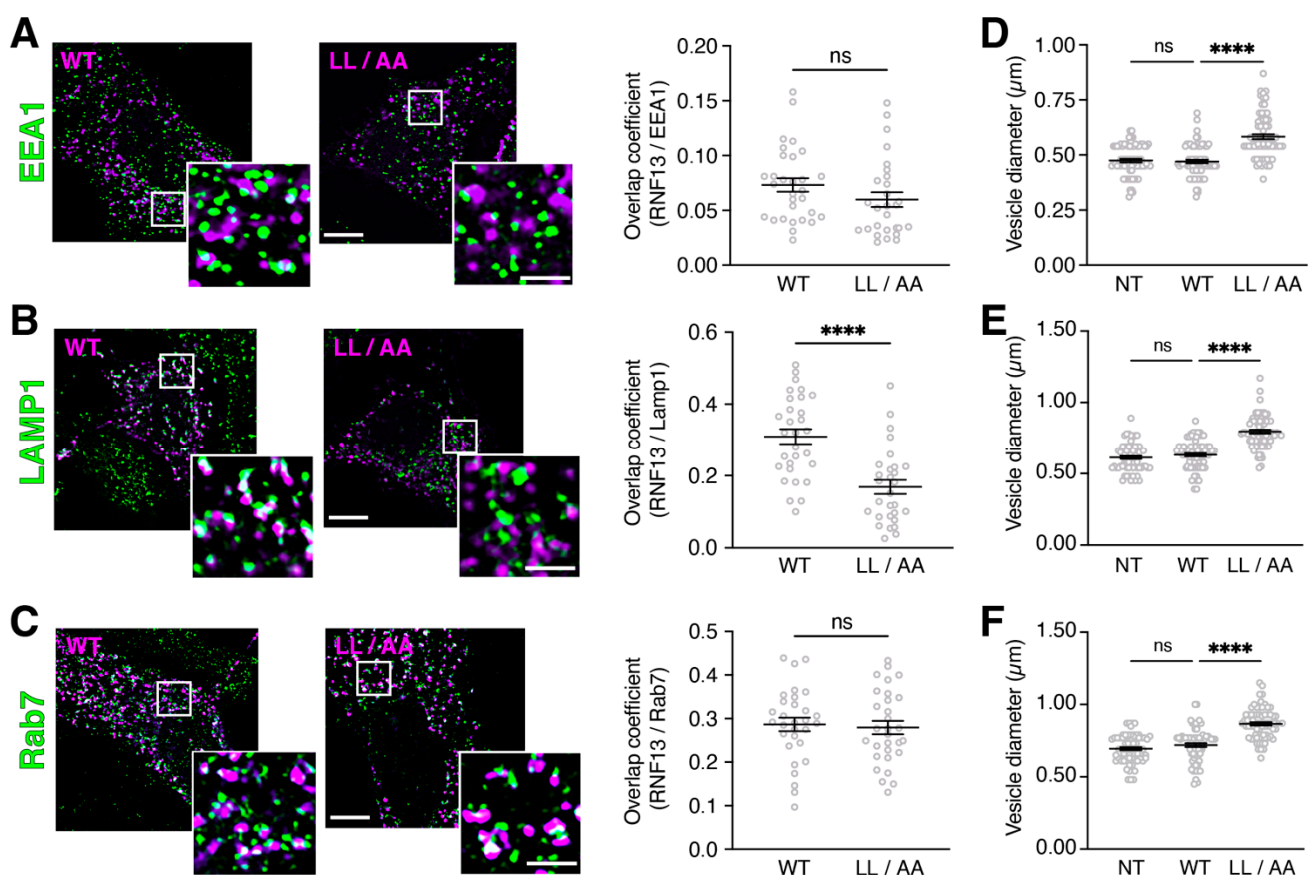 A
WT
LL / AA
EEA1
Overlap coefficient
(RNF13 / EEA1)
0.20
0.15
0.10
0.05
0.00
ns
WT
LL / AA
D
Vesicle diameter (µm)
1.00
0.75
0.50
0.25
0.00
ns
****
NT
WT
LL / AA
B
WT
LL / AA
LAMP1
Overlap coefficient
(RNF13 / Lamp1)
0.6
0.4
0.2
0.0
****
WT
LL / AA
E
Vesicle diameter (µm)
1.50
1.00
0.50
0.00
ns
****
NT
WT
LL / AA
C
WT
LL / AA
Rab7
Overlap coefficient
(RNF13 / Rab7)
0.5
0.4
0.3
0.2
0.1
0.0
ns
WT
LL / AA
F
Vesicle diameter (µm)
1.50
1.00
0.50
0.00
ns
****
NT
WT
LL / AA